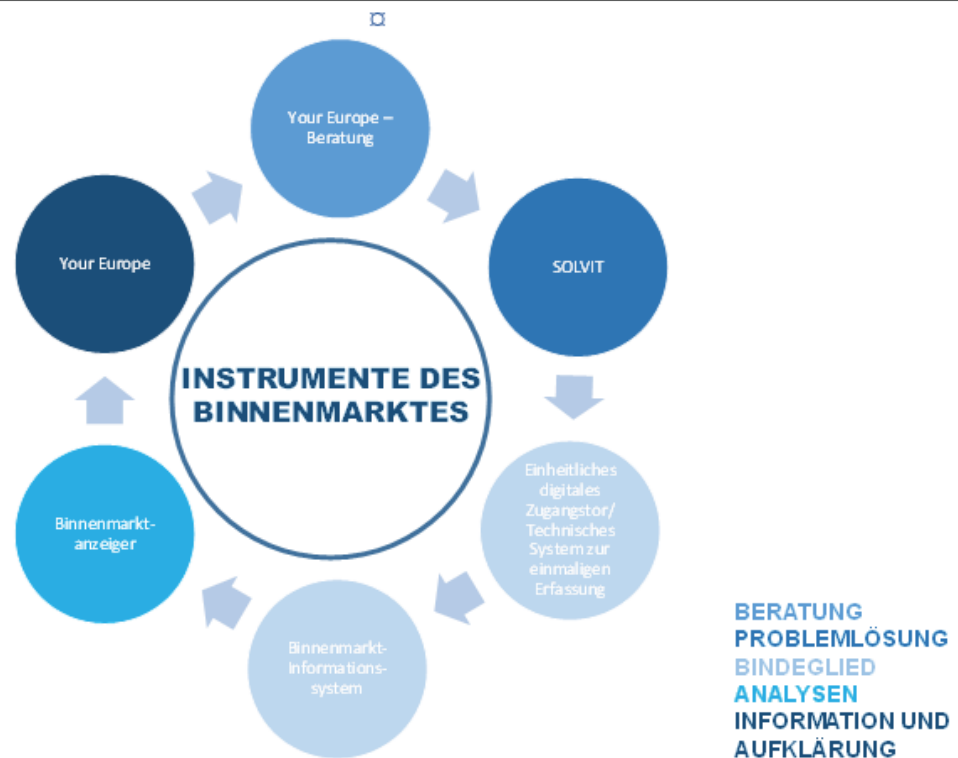 ¤
Your Europe –
Beratung
SOLVIT
Einheitliches
digitales
Zugangstor/
Technisches
System zur
einmaligen
Erfassung
Binnenmarkt-
Informations-
system
Binnenmarkt-
anzeiger
Your Europe
INSTRUMENTE DES
BINNENMARKTES
BERATUNG
PROBLEMLÖSUNG
BINDEGLIED
ANALYSEN
INFORMATION UND
AUFKLÄRUNG